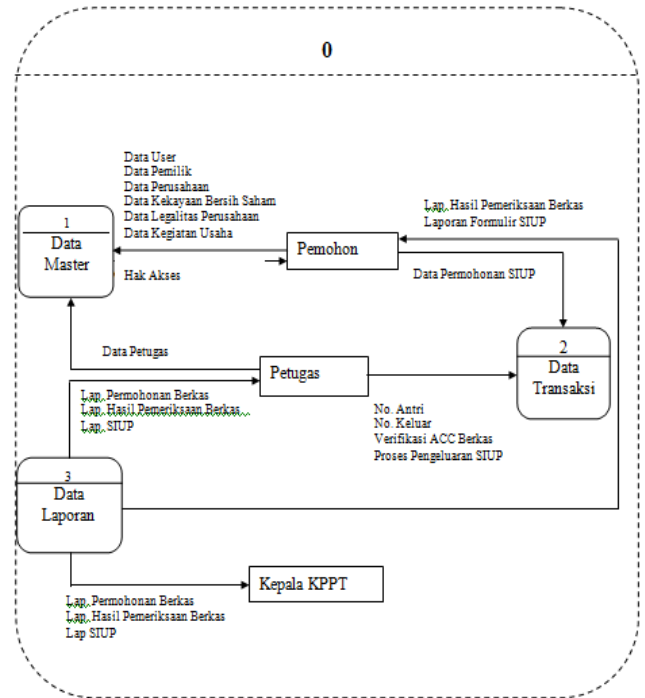 0
Data User
Data Pemilik
Data Perusahaan
Data Kekayaan Bersih Saham
Data Legalitas Perusahaan
Data Kegiatan Usaha
Lap. Hasil Pemeriksaan Berkas
Laporan Formulir SIUP
1
Data
Master
Pemohon
Hak Akses
Data Permohonan SIUP
2
Data
Transaksi
Data Petugas
Petugas
Lap. Permohonan Berkas
Lap. Hasil Pemeriksaan Berkas
Lap. SIUP
No. Antri
No. Keluar
Verifikasi ACC Berkas
Proses Pengeluaran SIUP
3
Data
Laporan
Kepala KPPT
Lap. Permohonan Berkas
Lap. Hasil Pemeriksaan Berkas
Lap SIUP